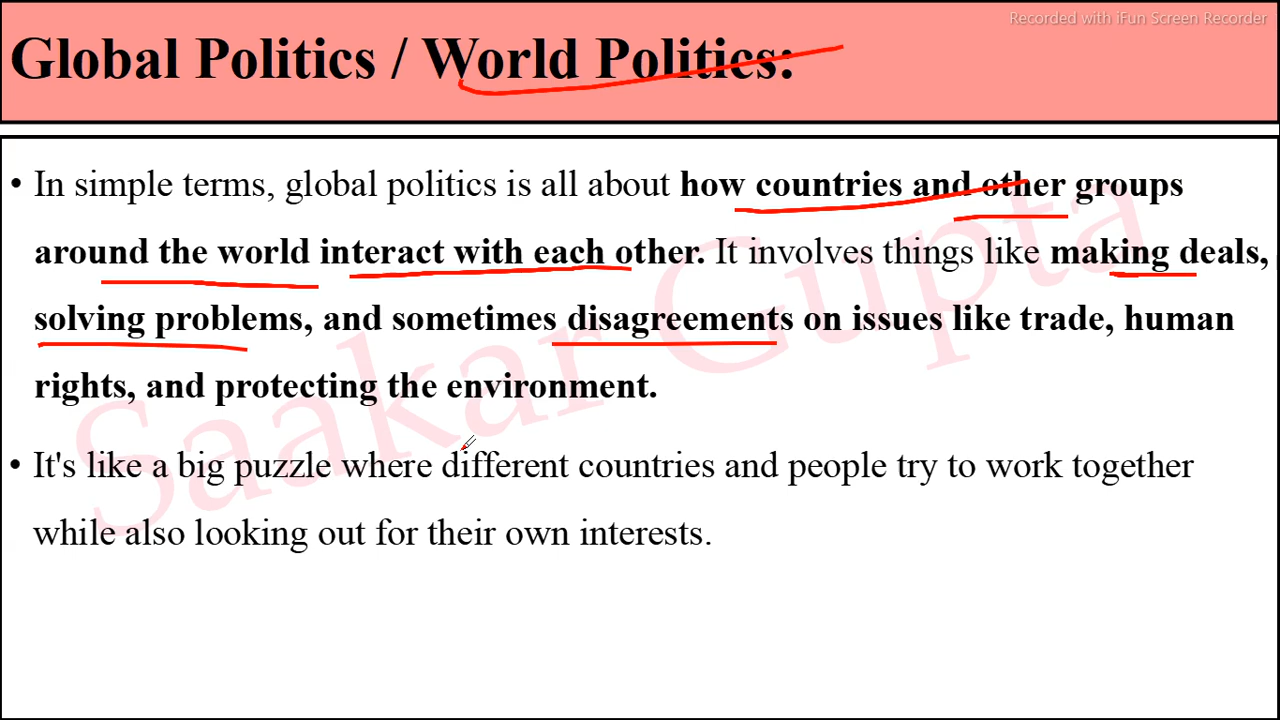 Recorded with iFun Screen Recorder
Global Politics / World Politics:
• In simple terms, global politics is all about how countries and other groups
around the world interact with each other. It involves things like making deals,
solving problems, and sometimes disagreements on issues like trade, human
rights, and protecting the environment.
• It's like a big puzzle where different countries and people try to work together
while also looking out for their own interests.
Saakar Gupta